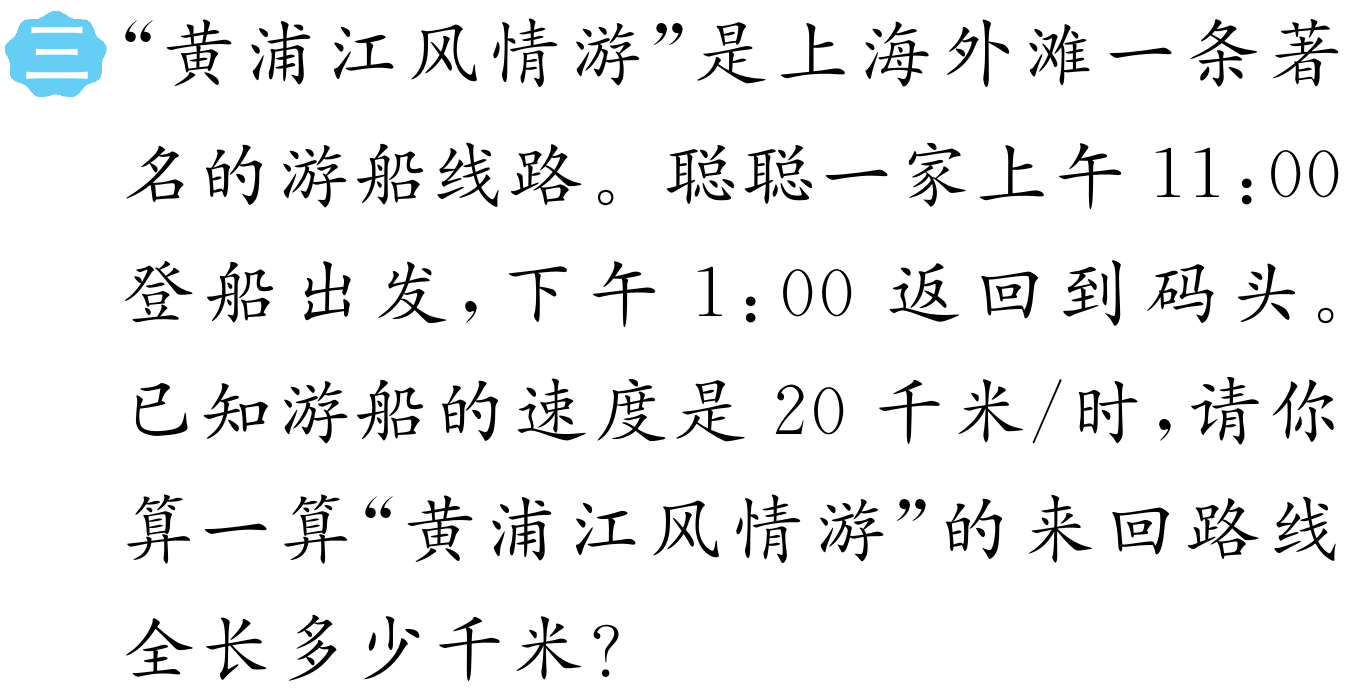 三 “黄浦江风情游”是上海外滩一条著
名的游船线路。聪聪一家上午 11:00
登船出发,下午 1:00 返回到码头。
已知游船的速度是 20 千米/时,请你
算一算“黄浦江风情游”的来回路线
全长多少千米?